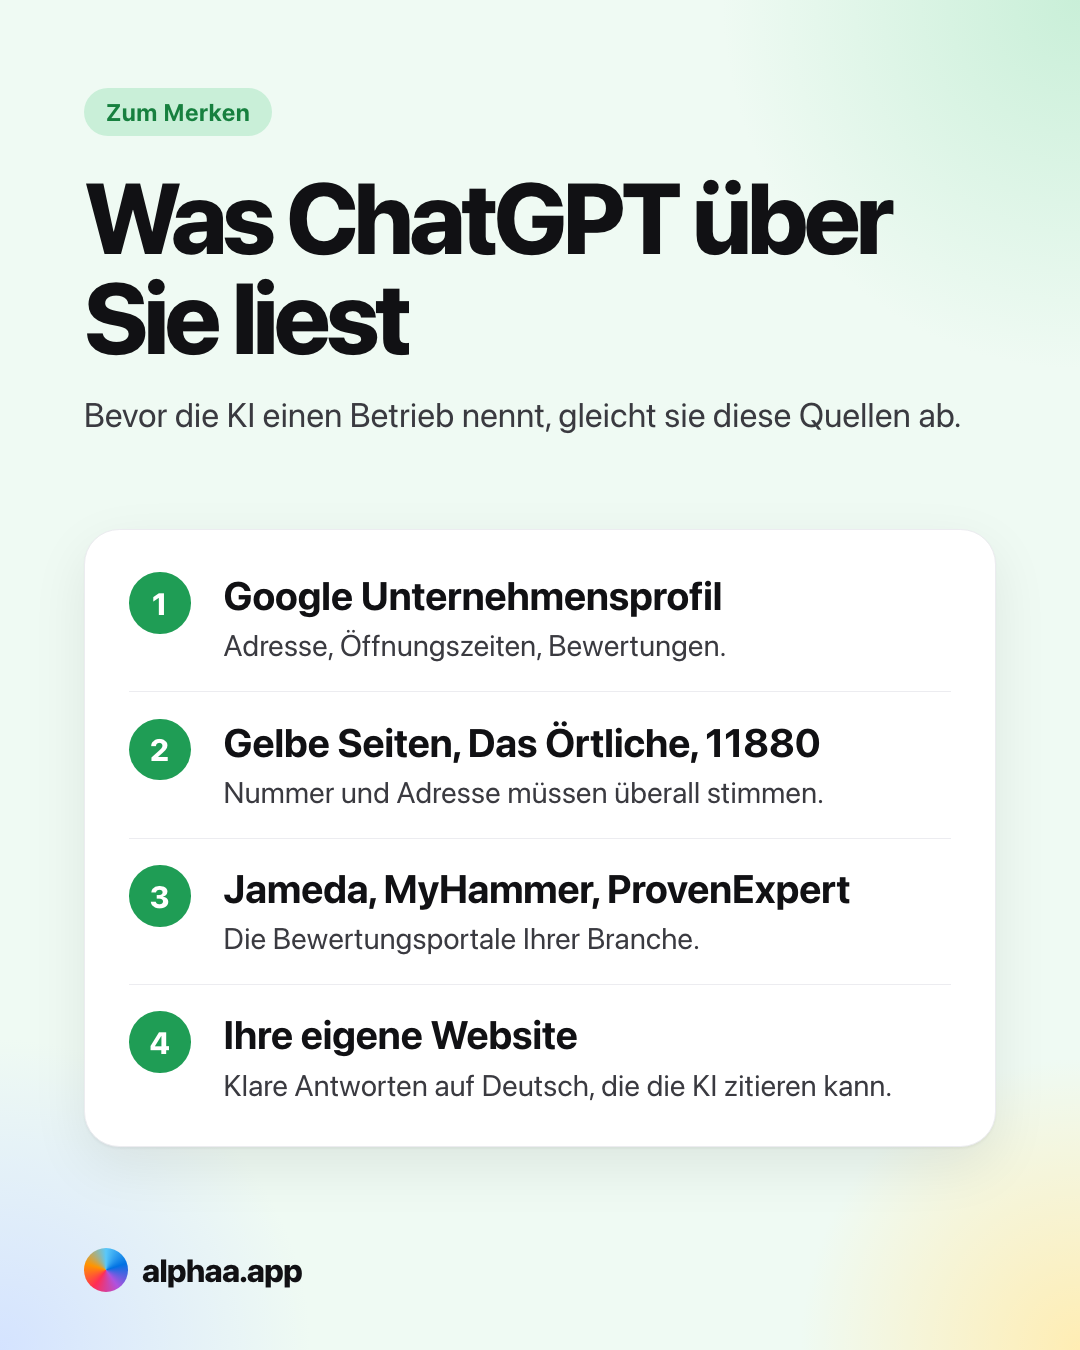 Zum Merken
Was ChatGPT über
Sie liest
Bevor die KI einen Betrieb nennt, gleicht sie diese Quellen ab.
1
Google Unternehmensprofil
Adresse, Öffnungszeiten, Bewertungen.
2
Gelbe Seiten, Das Örtliche, 11880
Nummer und Adresse müssen überall stimmen.
3
Jameda, MyHammer, ProvenExpert
Die Bewertungsportale Ihrer Branche.
4
Ihre eigene Website
Klare Antworten auf Deutsch, die die KI zitieren kann.
alphaa.app